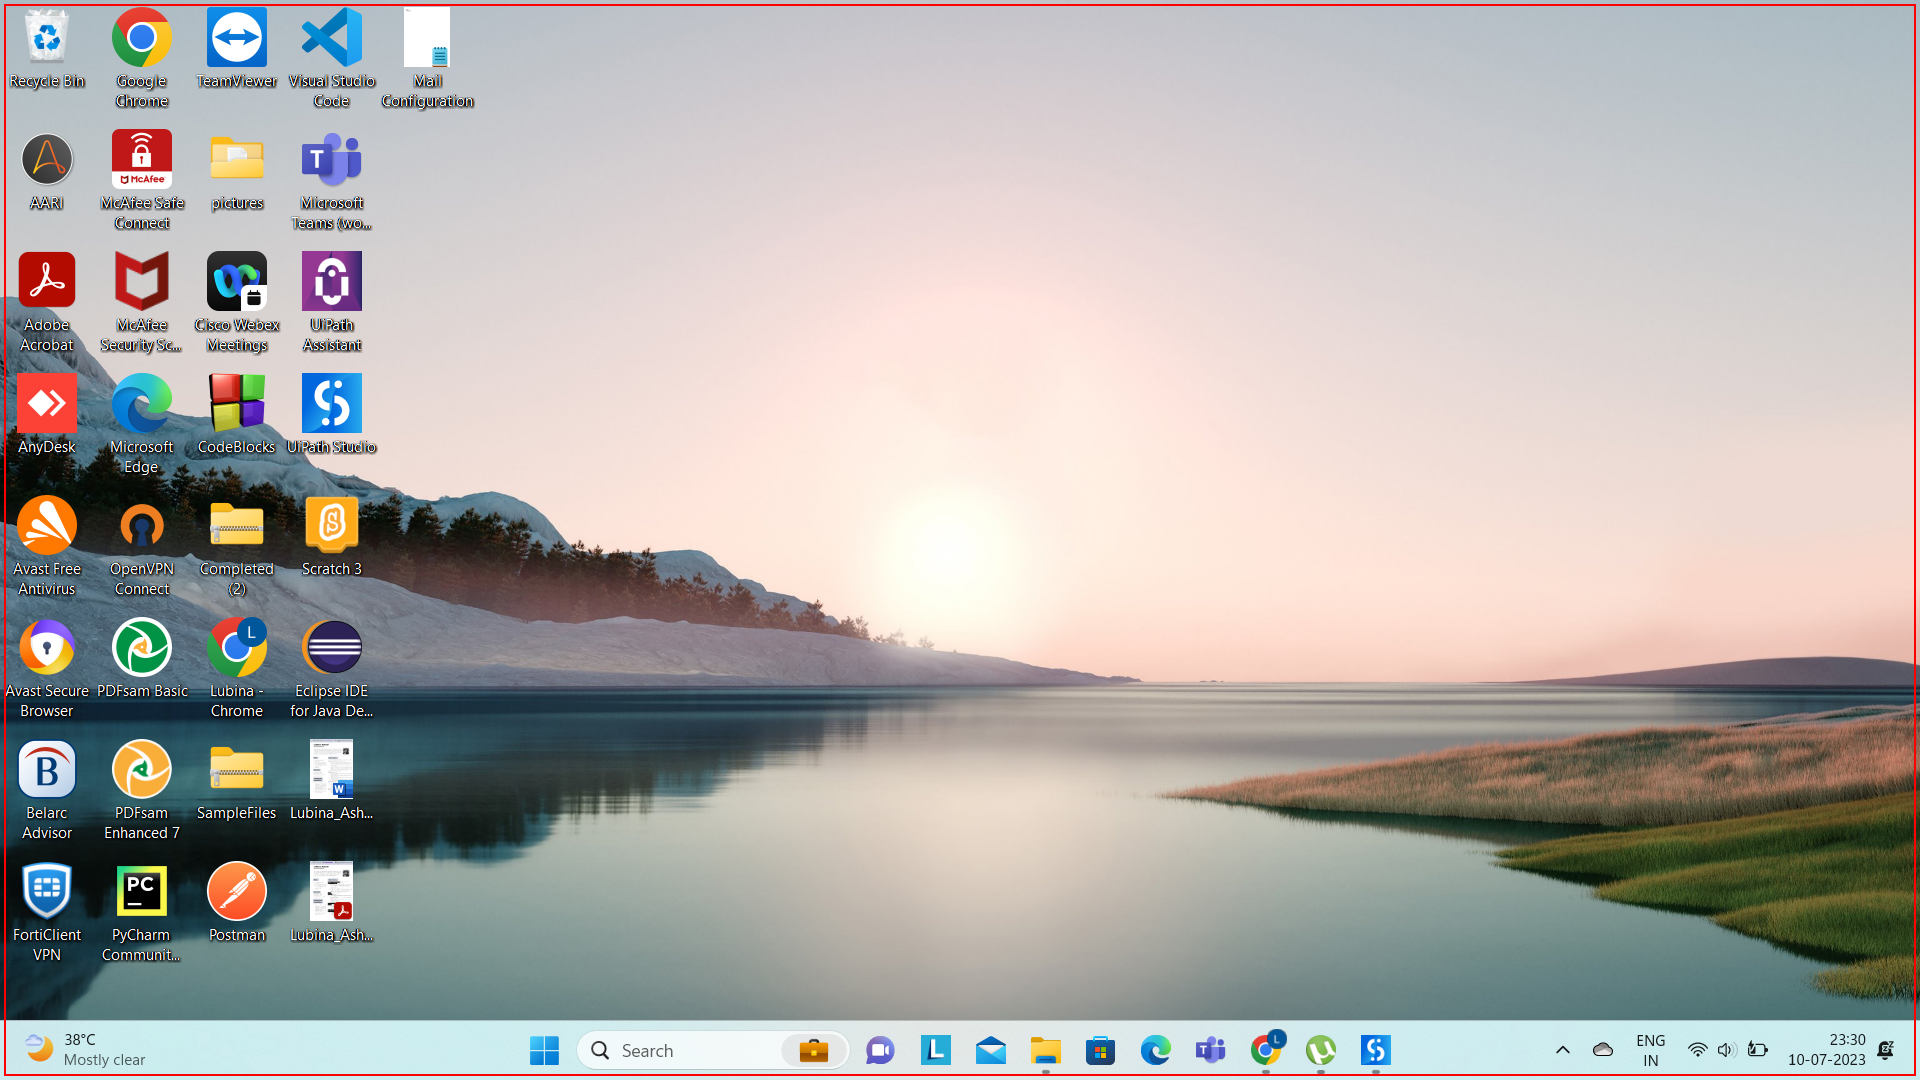 Recycle Bin
Google
Chrome
TeamViewer
Visual Studio
Code
Mail
Configuration
AARI
McAfee
McAfee Safe
Connect
pictures
T
Microsoft
Teams (wo...
Adobe
Acrobat
McAfee
Security Sc...
Cisco Webex
Meetings
UiPath
Assistant
AnyDesk
Microsoft
Edge
CodeBlocks
UiPath Studio
Avast Free
Antivirus
OpenVPN
Connect
Completed
(2)
S
Scratch 3
Avast Secure
Browser
PDFsam Basic
L
Lubina -
Chrome
Eclipse IDE
for Java De...
B
Belarc
Advisor
PDFsam
Enhanced 7
SampleFiles
W
Lubina_Ash...
FortiClient
VPN
PC
PyCharm
Communit...
Postman
Lubina_Ash...
38°C
Mostly clear
Search
L
T
L
ENG
IN
23:30
10-07-2023